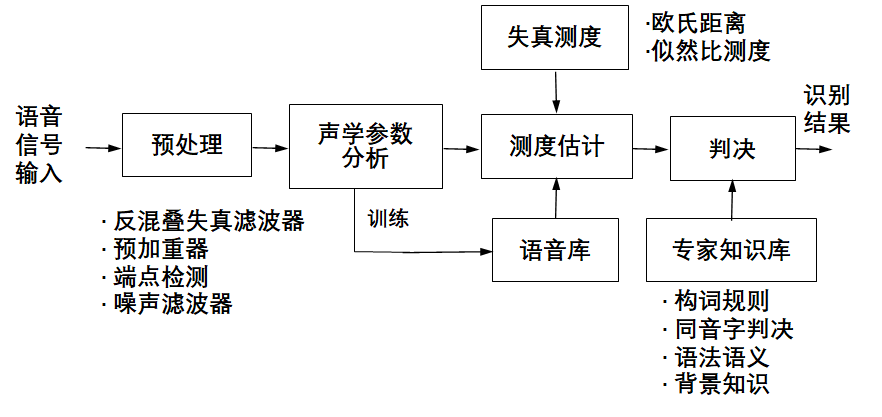 失真测度
·欧氏距离
·似然比测度
语音
信号
输入
预处理
声学参数
分析
测度估计
判决
识别
结果
· 反混叠失真滤波器
· 预加重器
· 端点检测
· 噪声滤波器
训练
语音库
专家知识库
· 构词规则
· 同音字判决
· 语法语义
· 背景知识